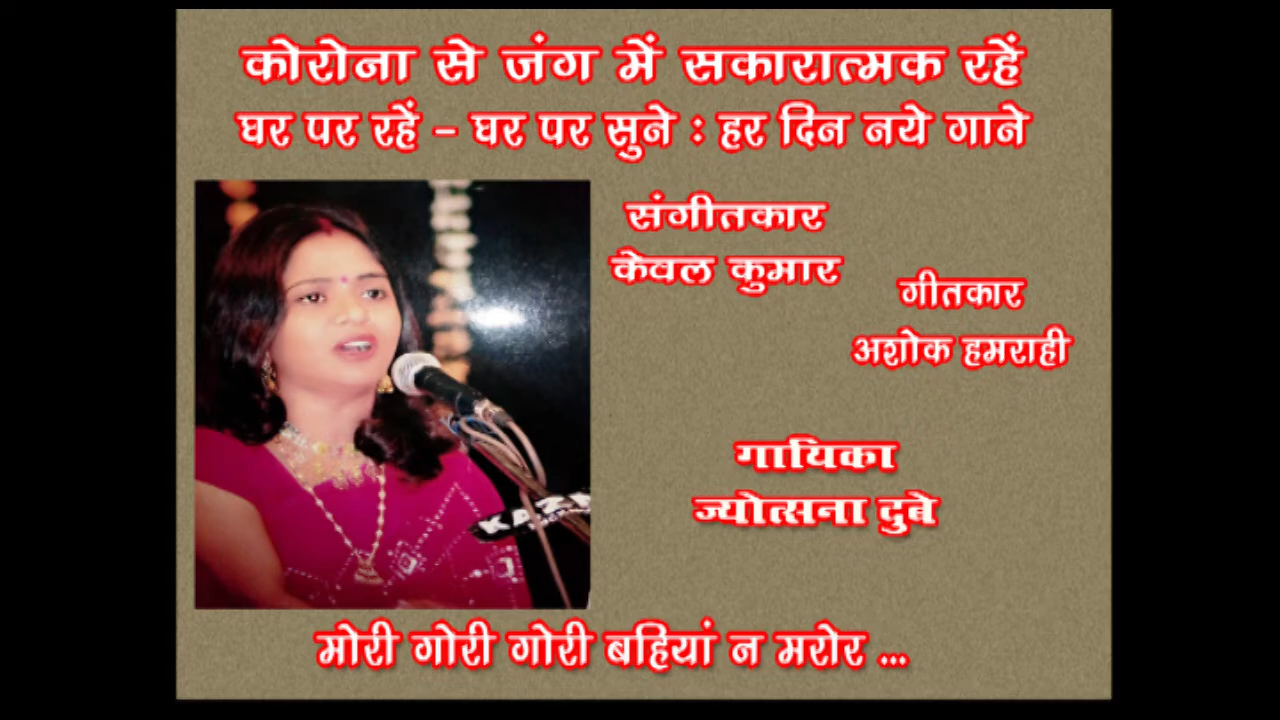 कोरोना से जंग में सकारात्मक रहें
घर पर रहें - घर पर सुने : हर दिन नये गाने
संगीतकार
केवल कुमार
गीतकार
अशोक हमराही
गायिका
ज्योत्सना दुबे
मोरी गोरी गोरी बहियां न मरोर ...